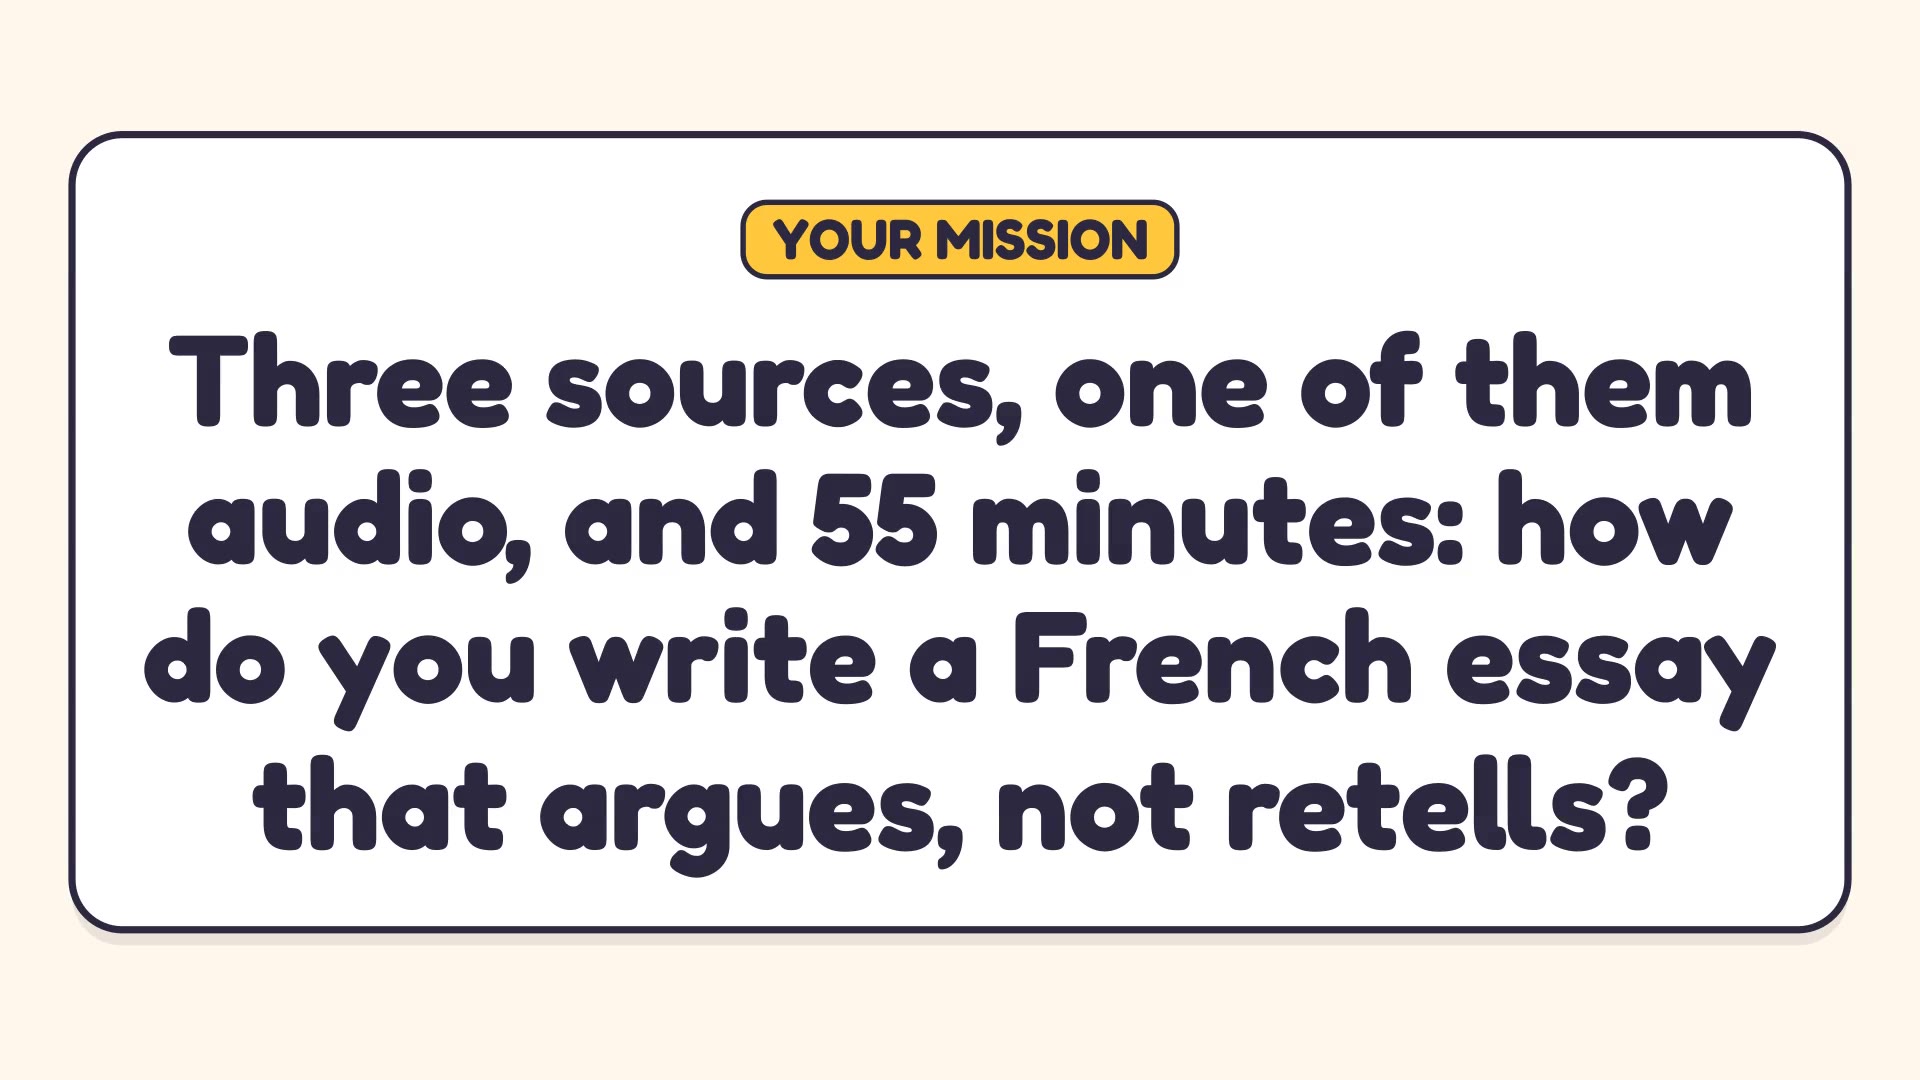 YOUR MISSION
Three sources, one of them
audio, and 55 minutes: how
do you write a French essay
that argues, not retells?